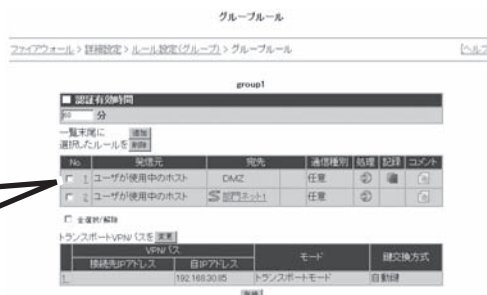 グループルール
ファイアウォール > 詳細設定 > ルール設定(グループ) > グループルール
[ヘルプ
group1
■ 認証有効時間
60 分
一覧末尾に 追加
選択したルールを 削除
No 発信元 宛先 通信種別 処理 記録 コメント
1 ユーザが使用中のホスト DMZ 任意
2 ユーザが使用中のホスト 部門ネット1 任意
全選択/解除
トランスポートVPNパスを 変更
VPNパス モード 鍵交換方式
接続先IPアドレス 自IPアドレス
1 192.168.30.85 トランスポートモード 自動鍵